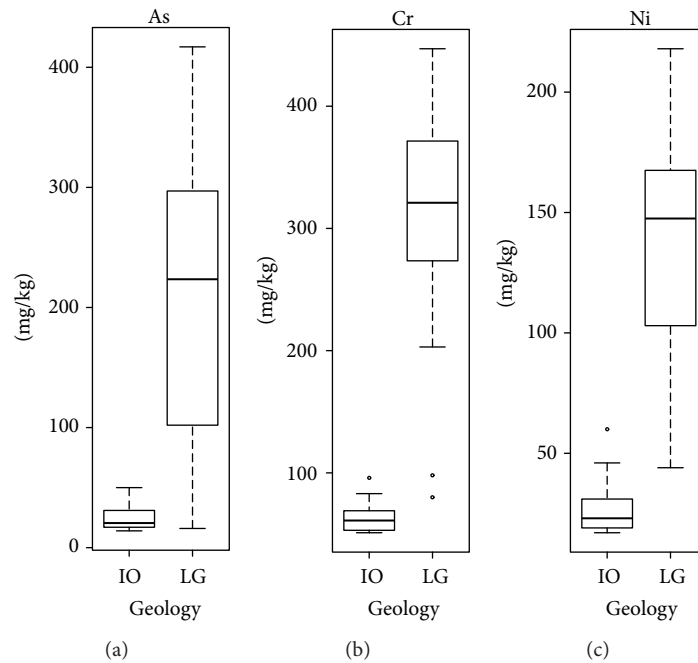 As
(mg/kg)
400
300
200
100
0
IO LG
Geology
(a)
Cr
(mg/kg)
400
300
200
100
IO LG
Geology
(b)
Ni
(mg/kg)
200
150
100
50
IO LG
Geology
(c)